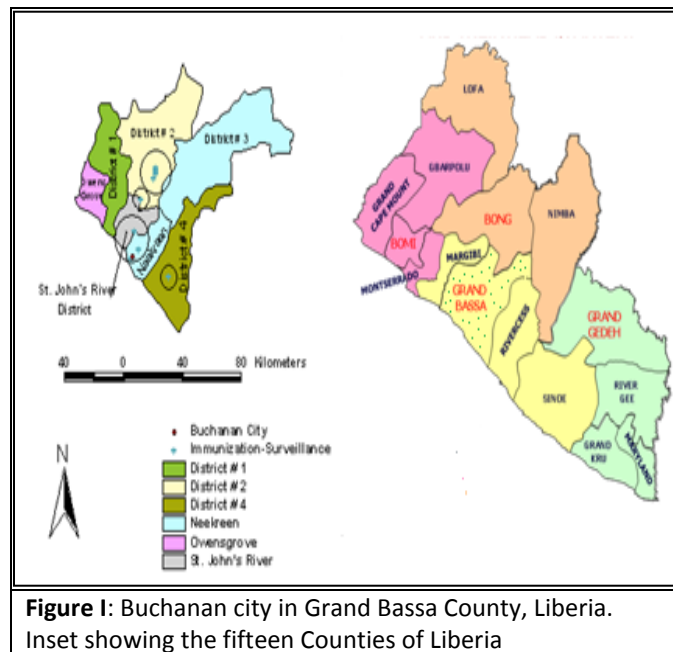 District # 2
District # 3
District # 1
Owens
Grove
Neekreen
District # 4
St. John's River
District
40 0 40 80 Kilometers
N
Buchanan City
Immunization-Surveillance
District # 1
District # 2
District # 4
Neekreen
Owensgrove
St. John's River
LOFA
GBARPOLU
GRAND
CAPE MOUNT
BOMI
BONG
NIMBA
MONTSERRADO
MARGIBI
GRAND
BASSA
RIVERCESS
GRAND
GEDEH
SINOE
RIVER
GEE
GRAND
KRU
MARYLAND
Figure I: Buchanan city in Grand Bassa County, Liberia.
Inset showing the fifteen Counties of Liberia